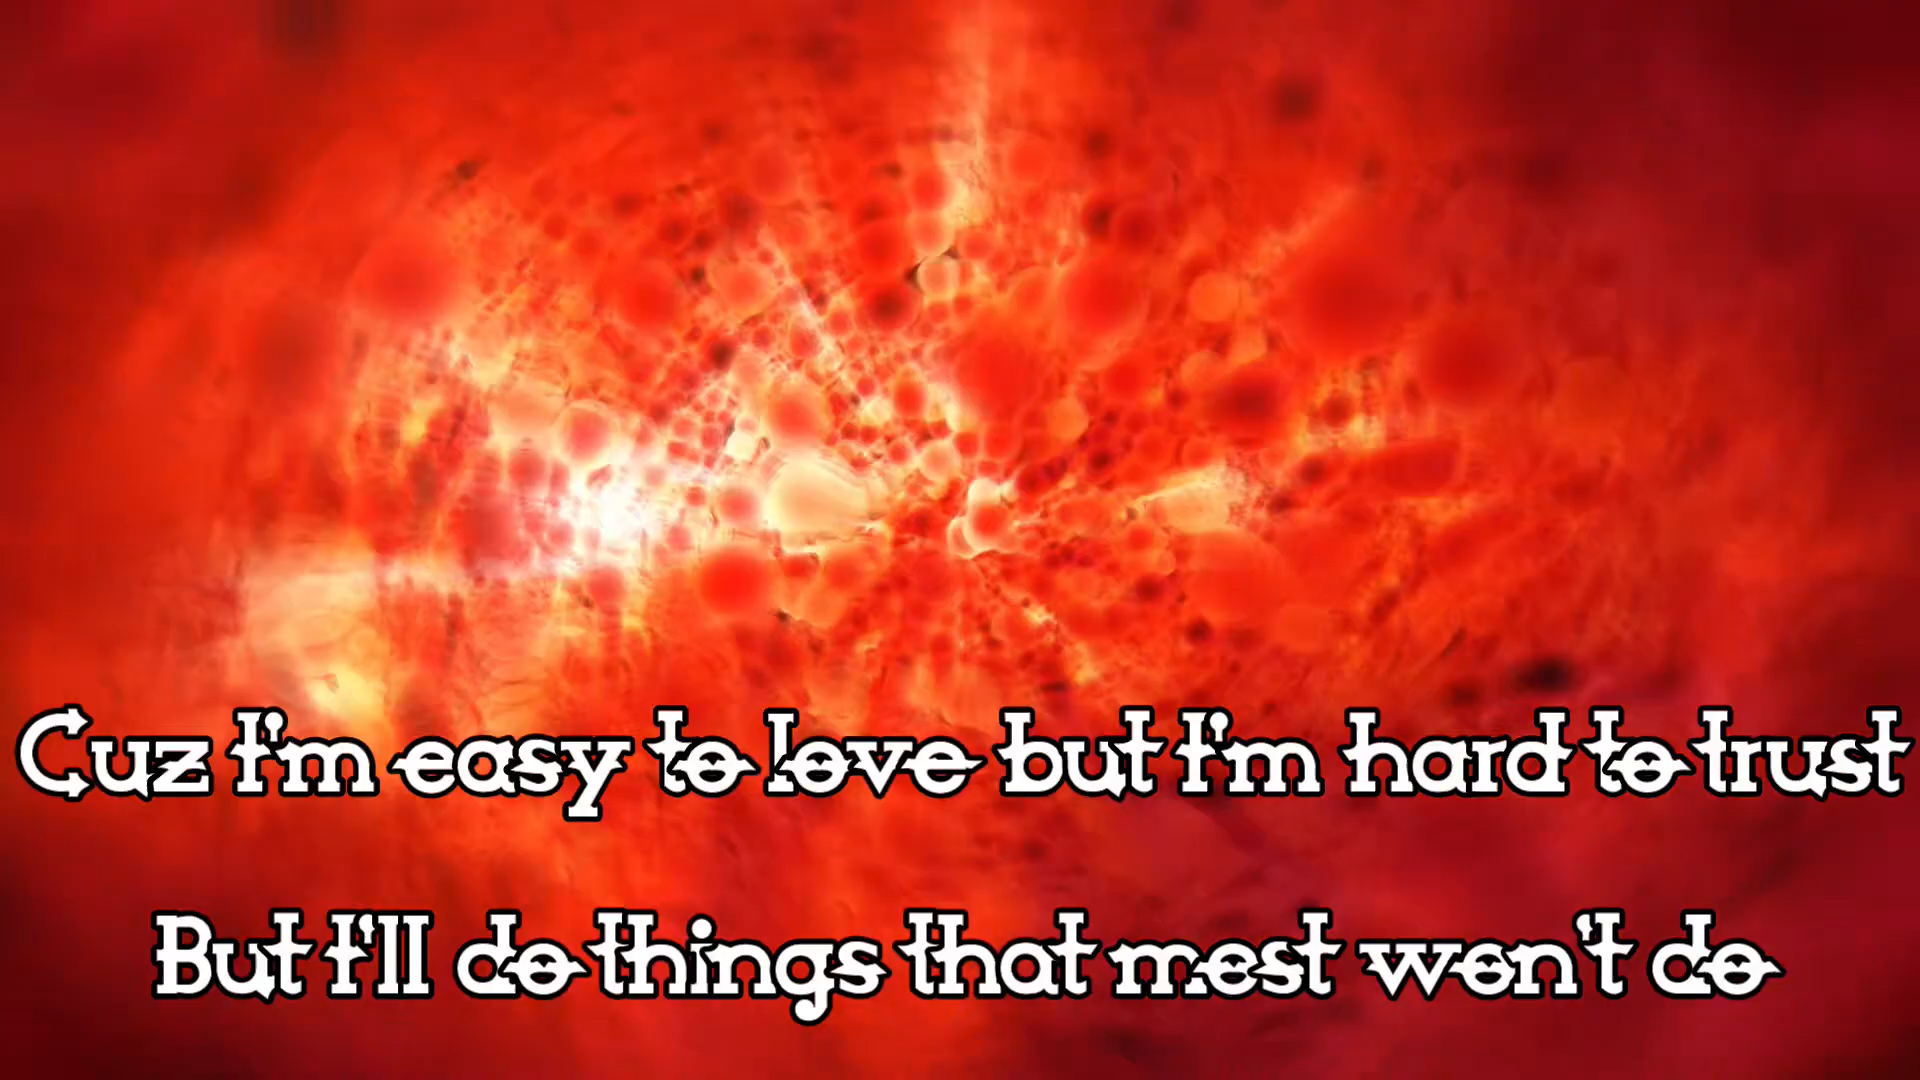 Cuz I'm easy to love but I'm hard to trust
But I'll do things that most won't do